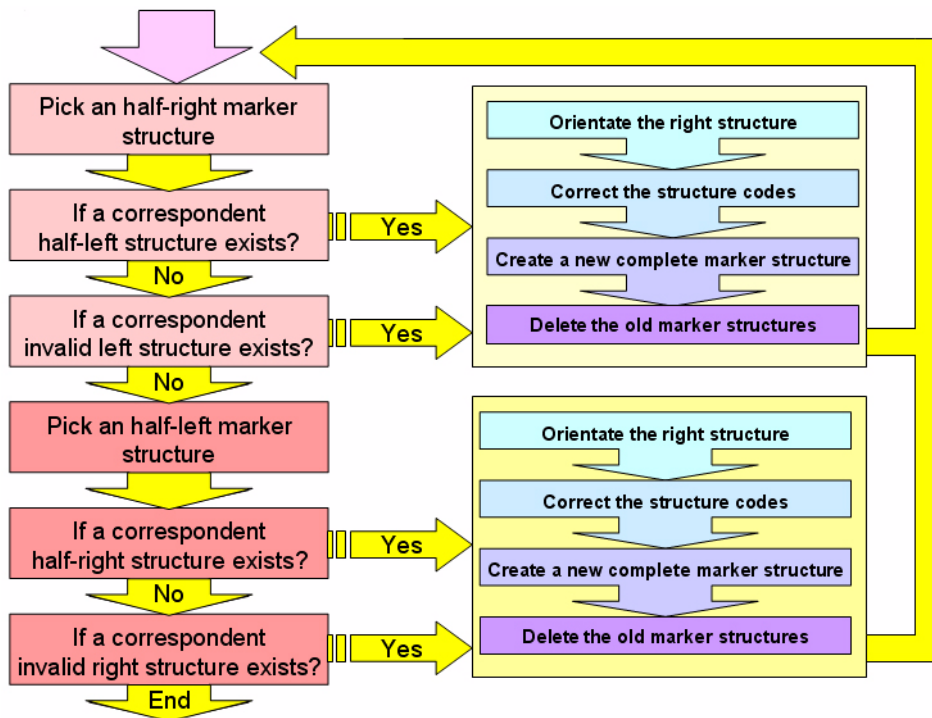 Pick an half-right marker
structure
If a correspondent
half-left structure exists?
Yes
No
If a correspondent
invalid left structure exists?
Yes
No
Orientate the right structure
Correct the structure codes
Create a new complete marker structure
Delete the old marker structures
Pick an half-left marker
structure
If a correspondent
half-right structure exists?
Yes
No
If a correspondent
invalid right structure exists?
Yes
End
Orientate the right structure
Correct the structure codes
Create a new complete marker structure
Delete the old marker structures